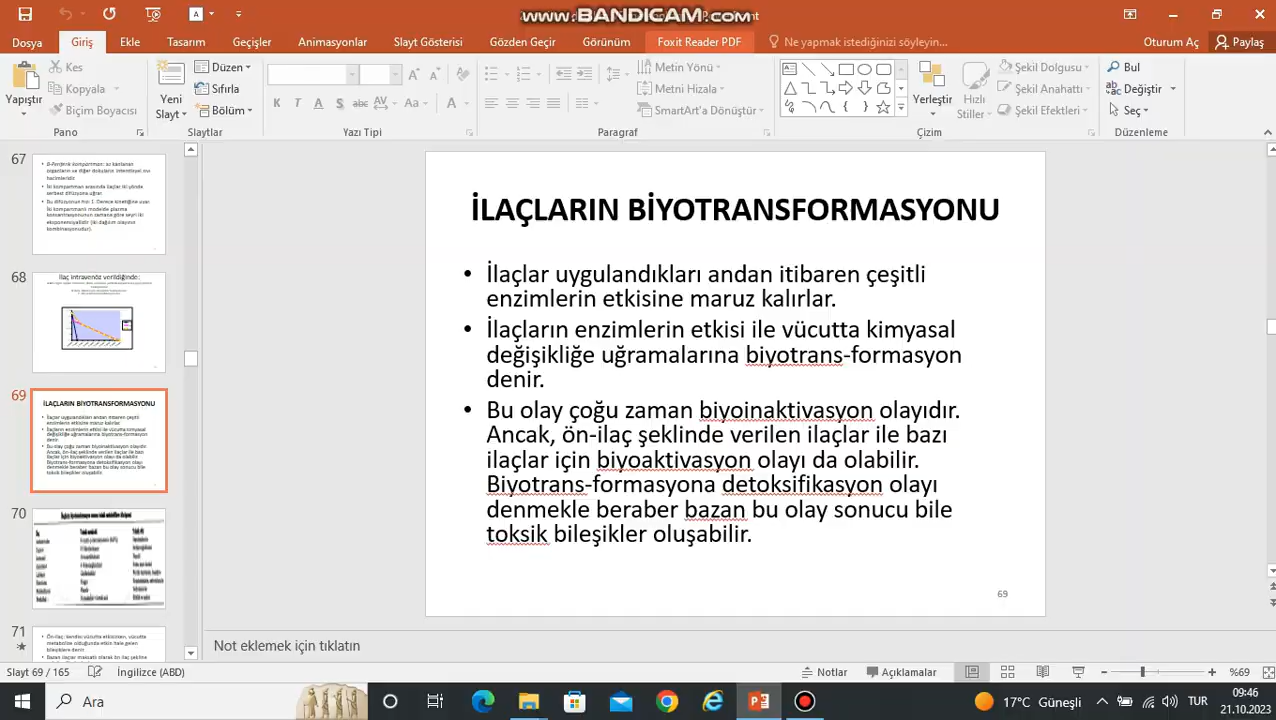 www.BANDICAM.com
Dosya Giriş Ekle Tasarım Geçişler Animasyonlar Slayt Gösterisi Gözden Geçir Görünüm Foxit Reader PDF Ne yapmak istediğinizi söyleyin... Oturum Aç Paylaş
Yapıştır
Kes
Kopyala
Biçim Boyacısı
Pano
Yeni
Slayt
Düzen
Sıfırla
Bölüm
Slaytlar
K T A S abc AV Aa A
Yazı Tipi
Metin Yönü
Metni Hizala
SmartArt'a Dönüştür
Paragraf
Yerleştir
Hızlı
Stiller
Şekil Dolgusu
Şekil Anahattı
Şekil Efektleri
Çizim
Bul
Değiştir
Seç
Düzenleme
67
68
İlaç intravenöz verildiğinde:
69
İLAÇLARIN BİYOTRANSFORMASYONU
70
71
İLAÇLARIN BİYOTRANSFORMASYONU
• İlaçlar uygulandıkları andan itibaren çeşitli
enzimlerin etkisine maruz kalırlar.
• İlaçların enzimlerin etkisi ile vücutta kimyasal
değişikliğe uğramalarına biyotrans-formasyon
denir.
• Bu olay çoğu zaman biyoinaktivasyon olayıdır.
Ancak, ön-ilaç şeklinde verilen ilaçlar ile bazı
ilaçlar için biyoaktivasyon olayı da olabilir.
Biyotrans-formasyona detoksifikasyon olayı
denmekle beraber bazan bu olay sonucu bile
toksik bileşikler oluşabilir.
69
Not eklemek için tıklatın
Slayt 69 / 165 İngilizce (ABD) Notlar Açıklamalar %69
Ara 17°C Güneşli TUR 09:46
21.10.2023